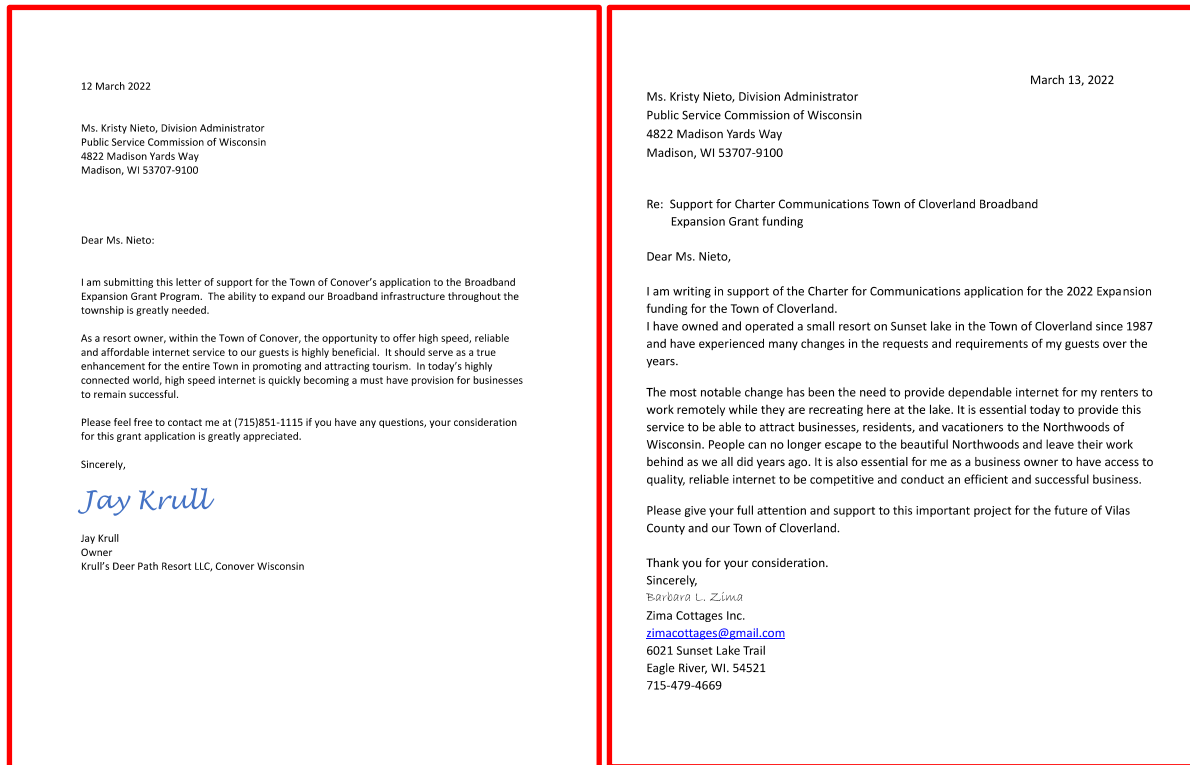 12 March 2022
Ms. Kristy Nieto, Division Administrator
Public Service Commission of Wisconsin
4822 Madison Yards Way
Madison, WI 53707-9100
Dear Ms. Nieto:
I am submitting this letter of support for the Town of Conover's application to the Broadband
Expansion Grant Program.  The ability to expand our Broadband infrastructure throughout the
township is greatly needed.
As a resort owner, within the Town of Conover, the opportunity to offer high speed, reliable
and affordable internet service to our guests is highly beneficial.  It should serve as a true
enhancement for the entire Town in promoting and attracting tourism.  In today's highly
connected world, high speed internet is quickly becoming a must have provision for businesses
to remain successful.
Please feel free to contact me at (715)851-1115 if you have any questions, your consideration
for this grant application is greatly appreciated.
Sincerely,
Jay Krull
Jay Krull
Owner
Krull's Deer Path Resort LLC, Conover Wisconsin
March 13, 2022
Ms. Kristy Nieto, Division Administrator
Public Service Commission of Wisconsin
4822 Madison Yards Way
Madison, WI 53707-9100
Re:  Support for Charter Communications Town of Cloverland Broadband
Expansion Grant funding
Dear Ms. Nieto,
I am writing in support of the Charter for Communications application for the 2022 Expansion
funding for the Town of Cloverland.
I have owned and operated a small resort on Sunset lake in the Town of Cloverland since 1987
and have experienced many changes in the requests and requirements of my guests over the
years.
The most notable change has been the need to provide dependable internet for my renters to
work remotely while they are recreating here at the lake. It is essential today to provide this
service to be able to attract businesses, residents, and vacationers to the Northwoods of
Wisconsin. People can no longer escape to the beautiful Northwoods and leave their work
behind as we all did years ago. It is also essential for me as a business owner to have access to
quality, reliable internet to be competitive and conduct an efficient and successful business.
Please give your full attention and support to this important project for the future of Vilas
County and our Town of Cloverland.
Thank you for your consideration.
Sincerely,
Barbara L. Zima
Zima Cottages Inc.
zimacottages@gmail.com
6021 Sunset Lake Trail
Eagle River, WI. 54521
715-479-4669